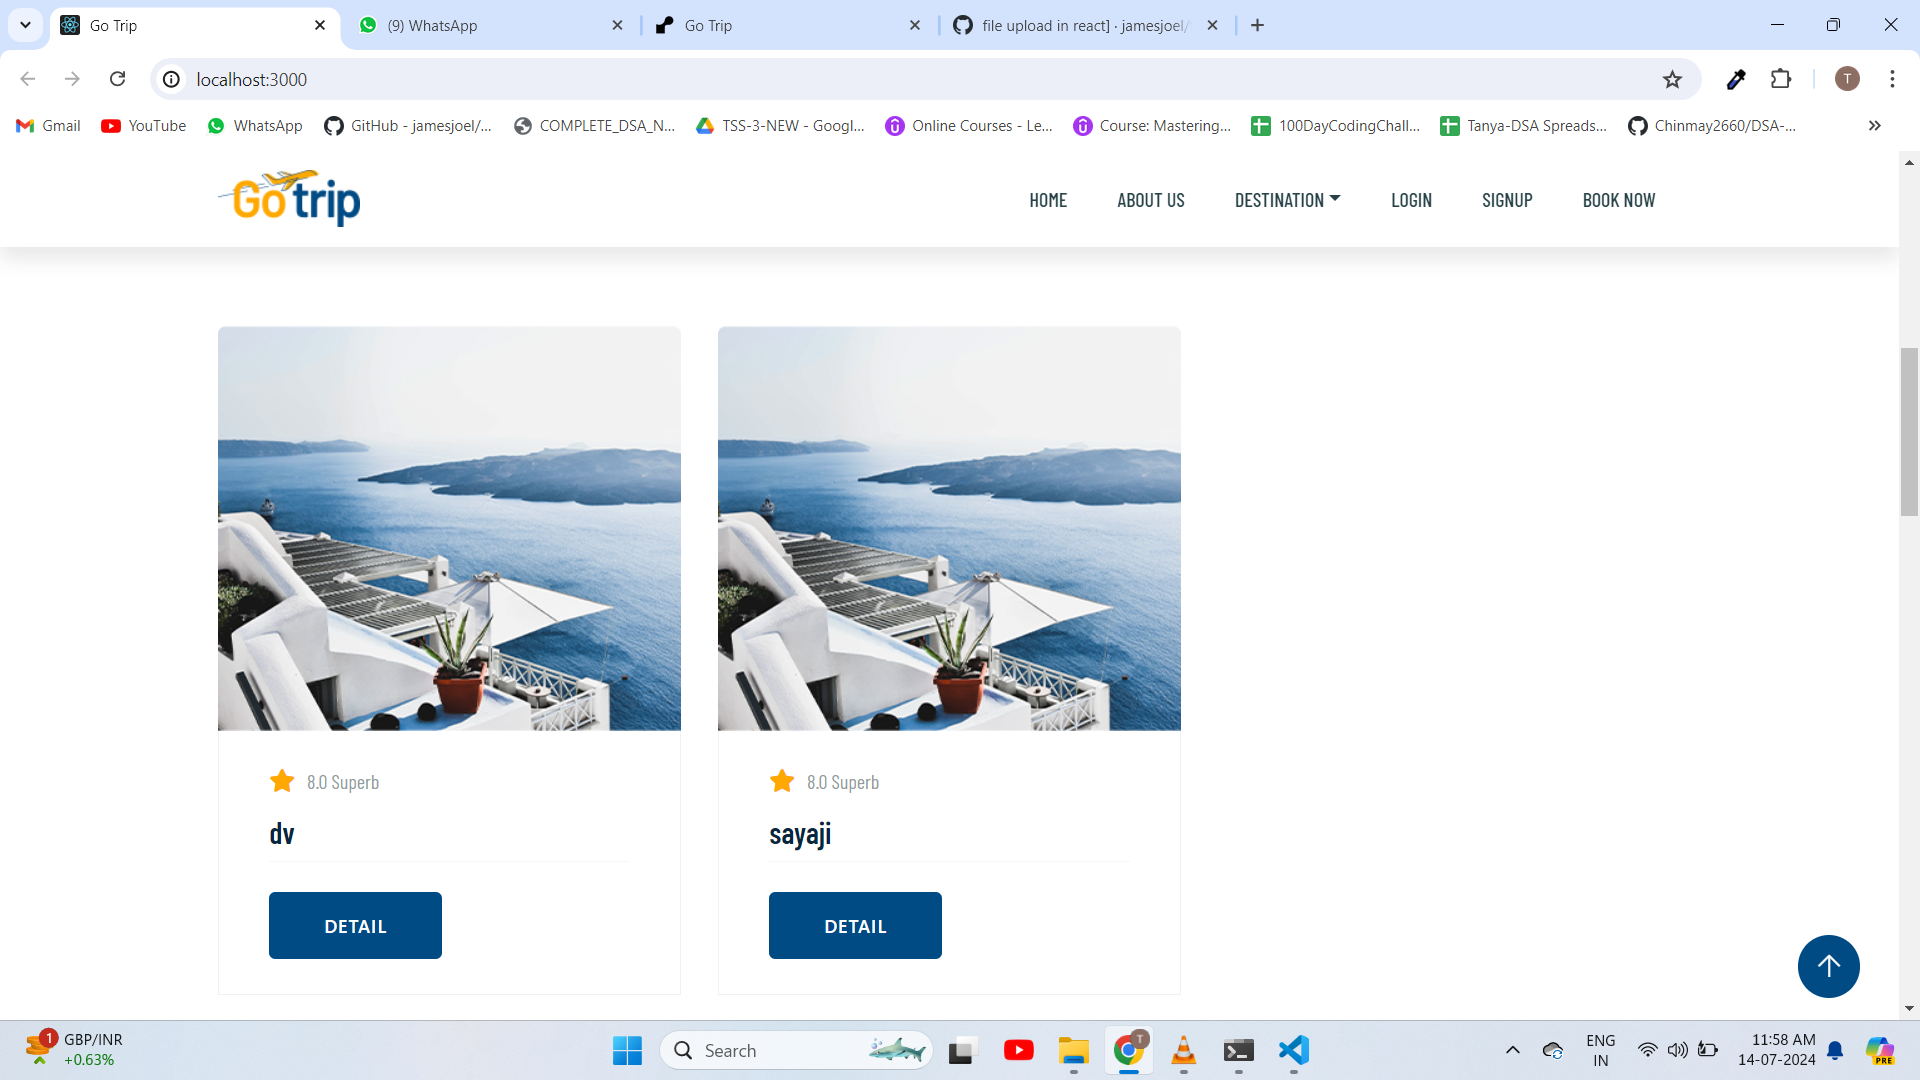 Go Trip
(9) WhatsApp
Go Trip
file upload in react] · jamesjoel/
localhost:3000
T
Gmail
YouTube
WhatsApp
GitHub - jamesjoel/...
COMPLETE_DSA_N...
TSS-3-NEW - Googl...
Online Courses - Le...
Course: Mastering...
100DayCodingChall...
Tanya-DSA Spreads...
Chinmay2660/DSA-...
Go trip
HOME
ABOUT US
DESTINATION
LOGIN
SIGNUP
BOOK NOW
8.0 Superb
dv
DETAIL
8.0 Superb
sayaji
DETAIL
1
GBP/INR
+0.63%
Search
T
ENG
IN
11:58 AM
14-07-2024
PRE